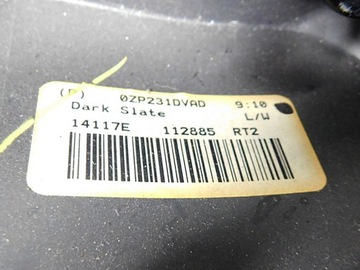 (P) 0ZP231DVAD 9:10
Dark Slate L/W
14117E 112885 RT2